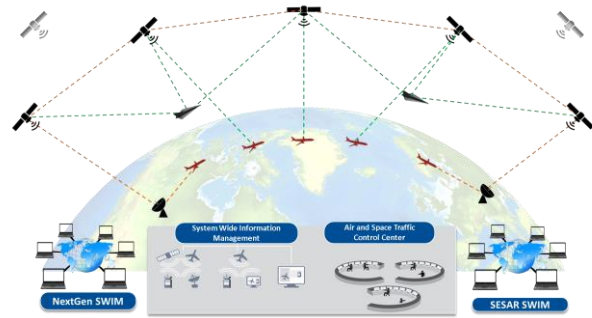 System Wide Information
Management
Air and Space Traffic
Control Center
NextGen SWIM
SESAR SWIM